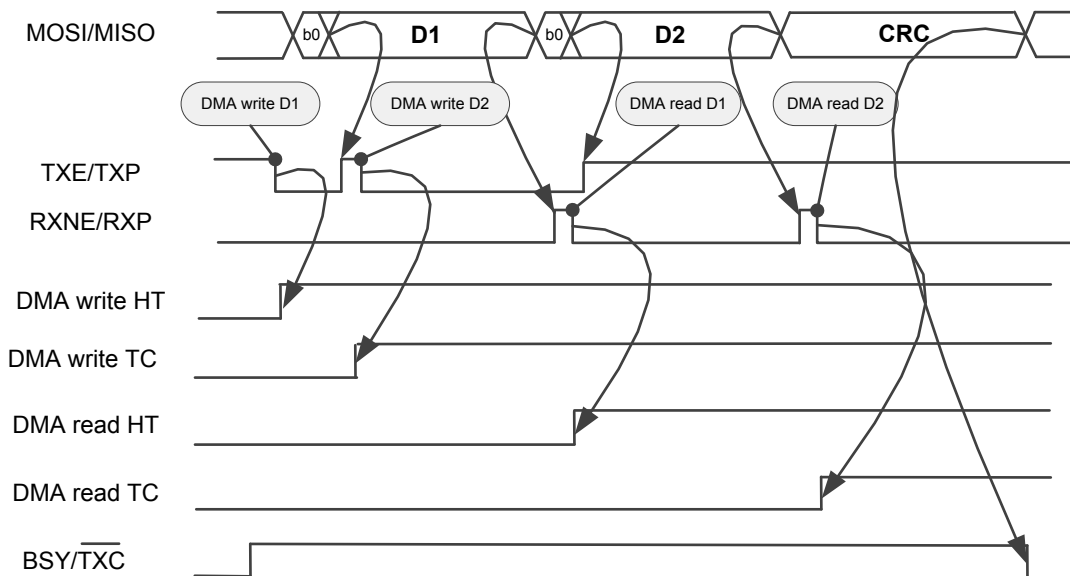 MOSI/MISO b0 D1 b0 D2 CRC
DMA write D1 DMA write D2 DMA read D1 DMA read D2
TXE/TXP
RXNE/RXP
DMA write HT
DMA write TC
DMA read HT
DMA read TC
BSY/T̅X̅C̅